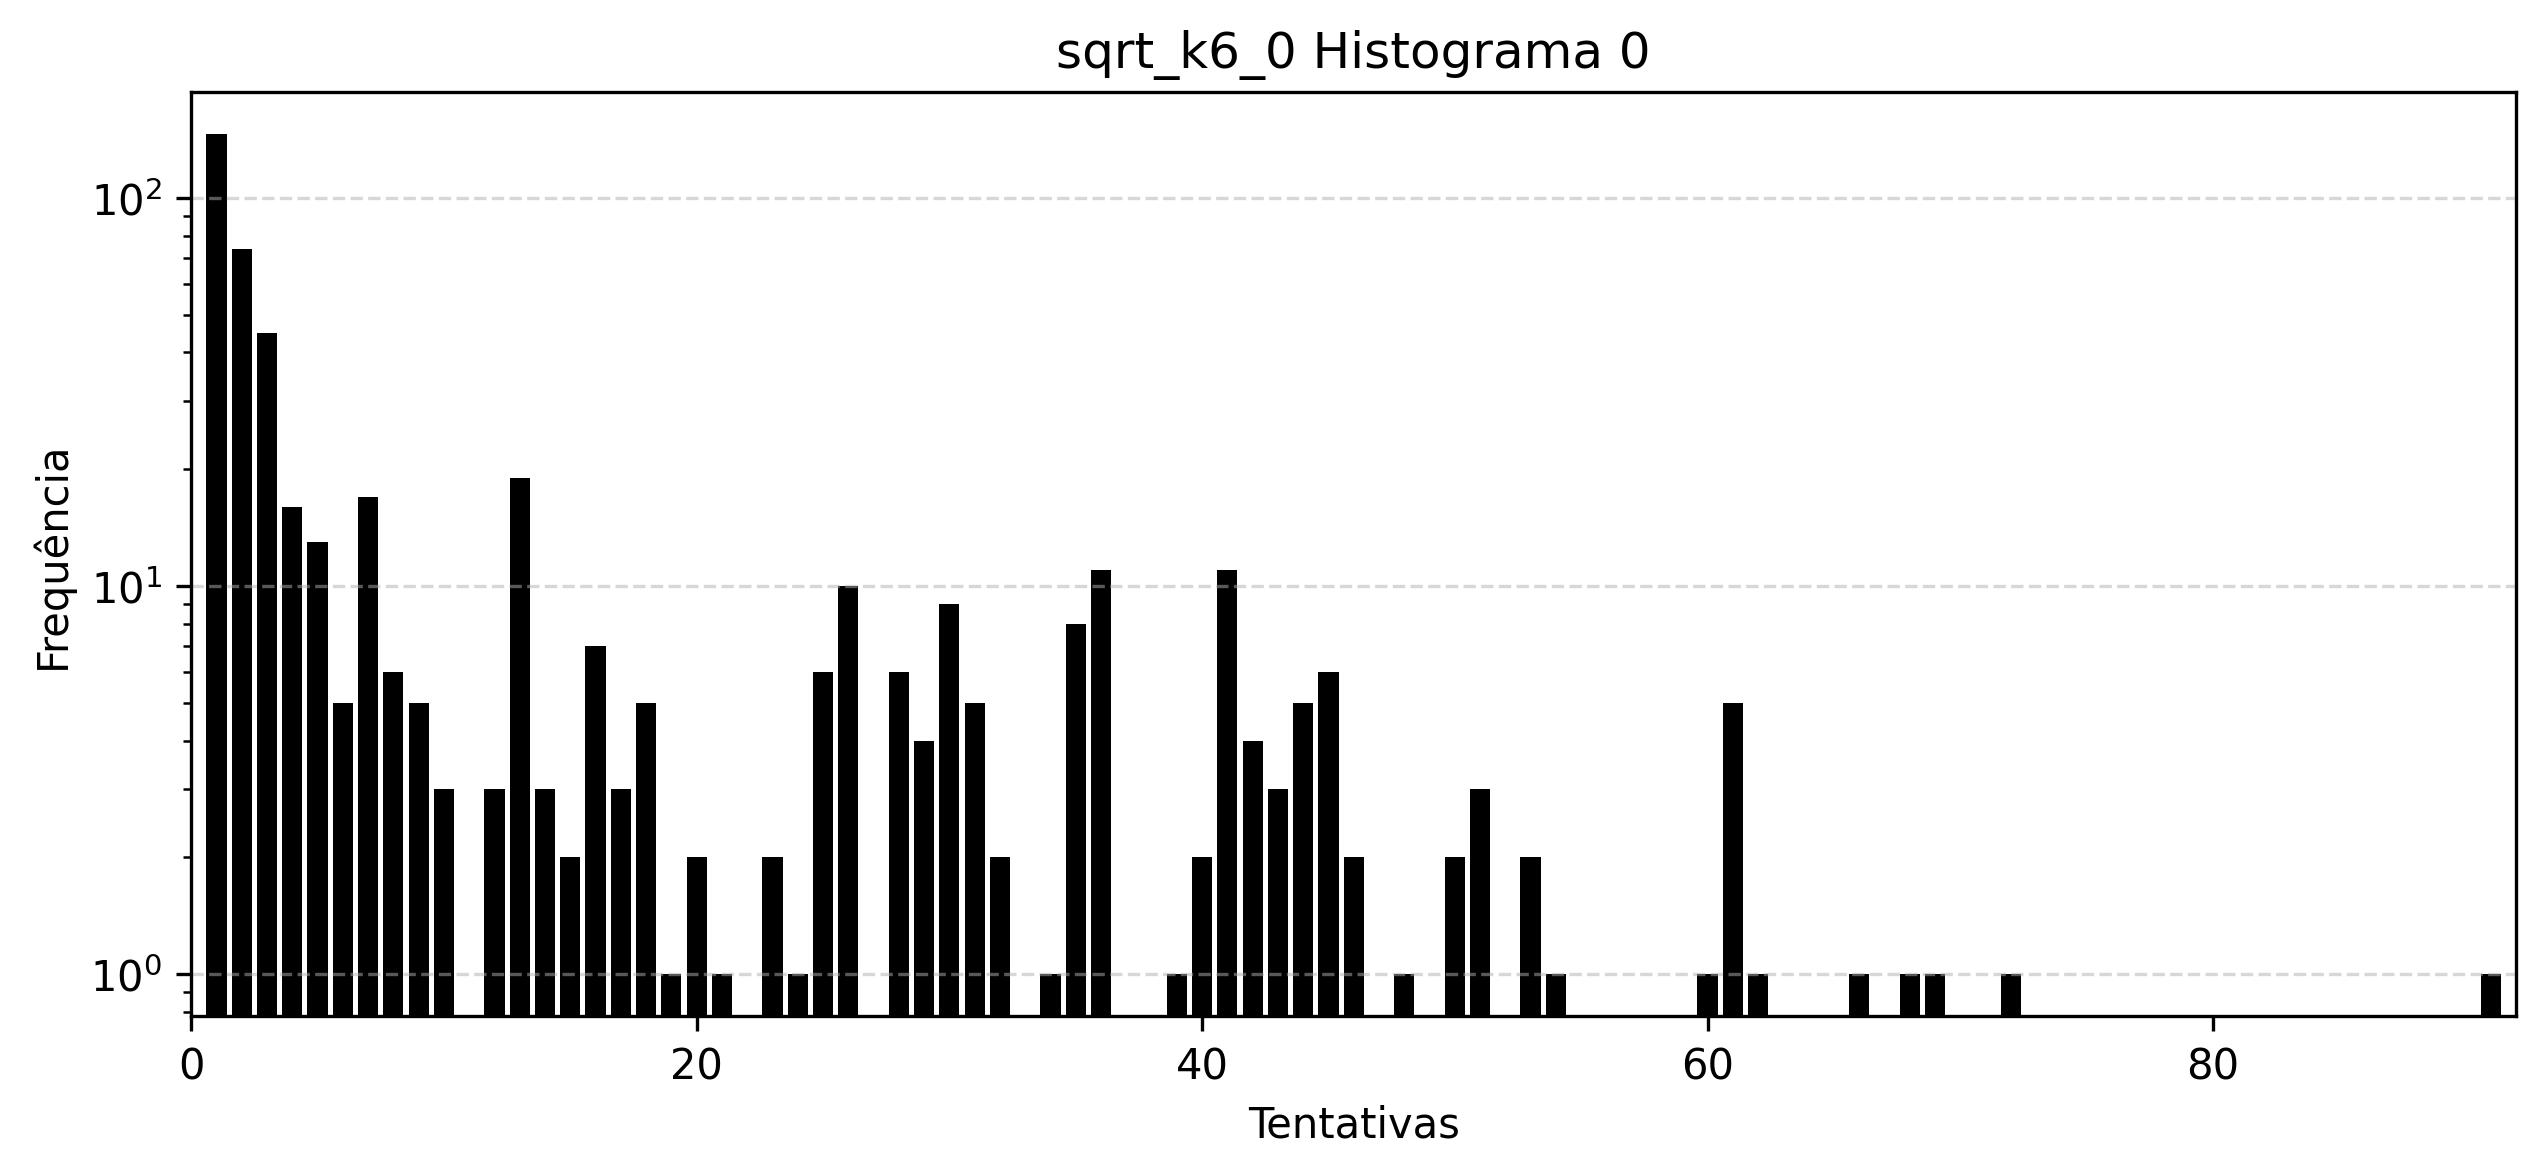 sqrt_k6_0 Histograma 0
Frequência
10²
10¹
10⁰
0 20 40 60 80
Tentativas